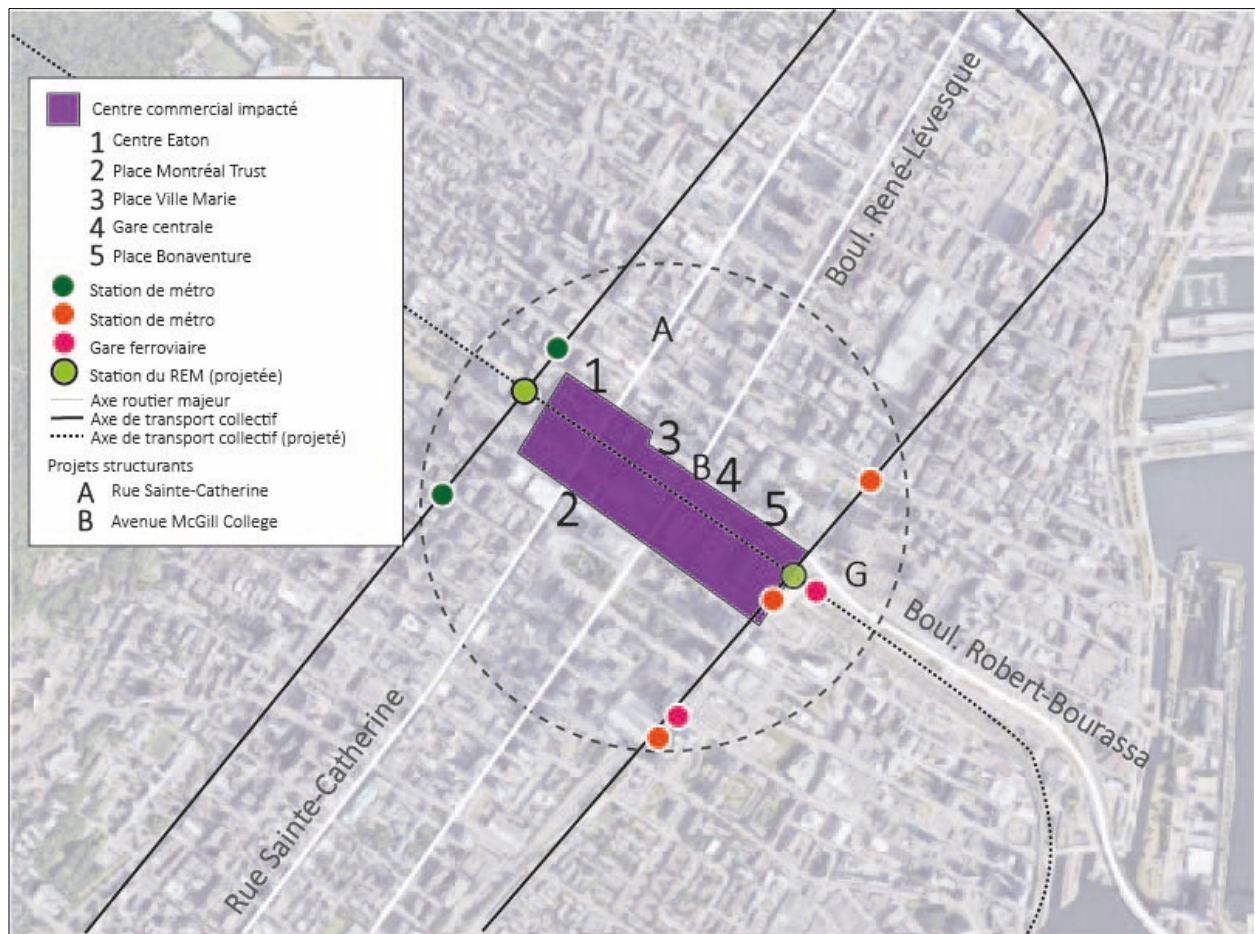 Centre commercial impacté
1 Centre Eaton
2 Place Montréal Trust
3 Place Ville Marie
4 Gare centrale
5 Place Bonaventure
Station de métro
Station de métro
Gare ferroviaire
Station du REM (projetée)
Axe routier majeur
Axe de transport collectif
Axe de transport collectif (projeté)
Projets structurants
A Rue Sainte-Catherine
B Avenue McGill College
Boul. René-Lévesque
A
1
3
B
4
2
5
G
Boul. Robert-Bourassa
Rue Sainte-Catherine